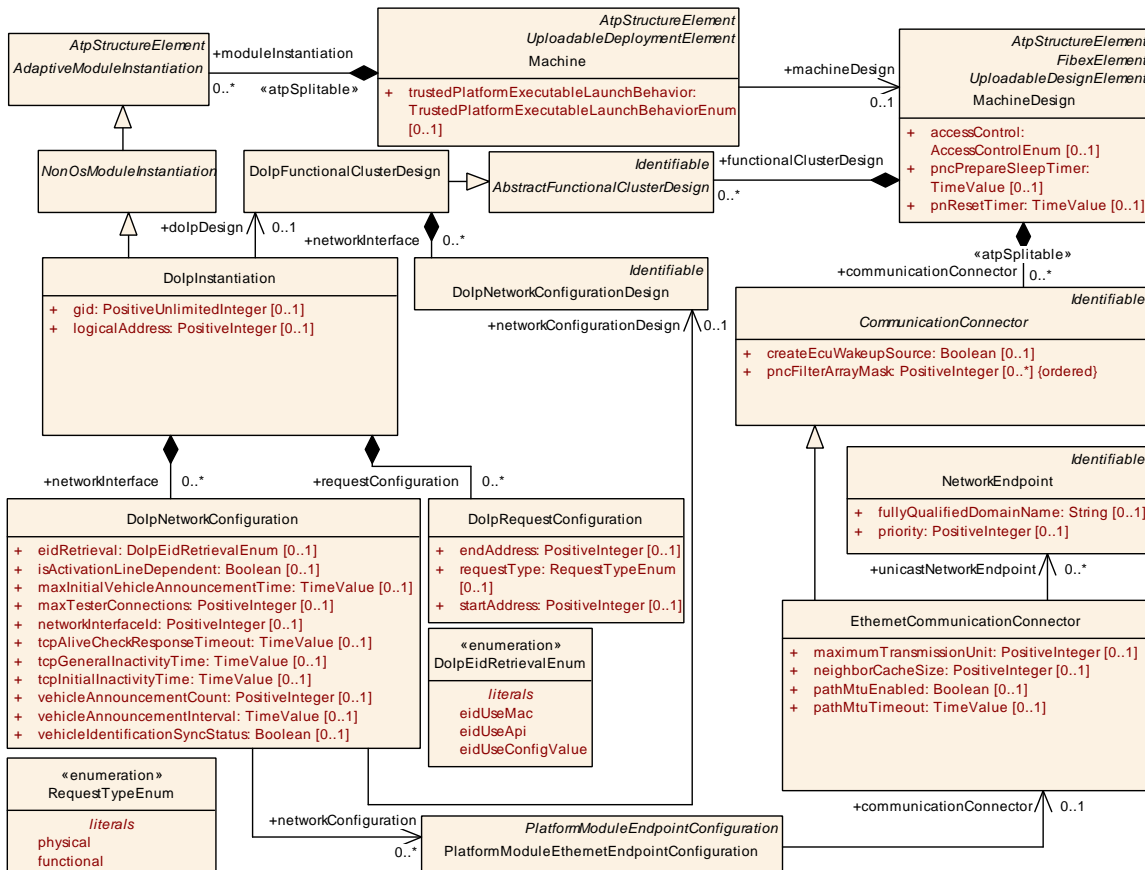 AtpStructureElement
AdaptiveModuleInstantiation
+moduleInstantiation
0..*
«atpSplitable»
AtpStructureElement
UploadableDeploymentElement
Machine
+ trustedPlatformExecutableLaunchBehavior:
TrustedPlatformExecutableLaunchBehaviorEnum
[0..1]
+machineDesign
0..1
AtpStructureElement
FibexElement
UploadableDesignElement
MachineDesign
+ accessControl:
AccessControlEnum [0..1]
+ pncPrepareSleepTimer:
TimeValue [0..1]
+ pnResetTimer: TimeValue [0..1]
NonOsModuleInstantiation
DoIpFunctionalClusterDesign
Identifiable
AbstractFunctionalClusterDesign
+functionalClusterDesign
0..*
+doIpDesign
0..1
+networkInterface
0..*
«atpSplitable»
+communicationConnector
0..*
DoIpInstantiation
+ gid: PositiveUnlimitedInteger [0..1]
+ logicalAddress: PositiveInteger [0..1]
Identifiable
DoIpNetworkConfigurationDesign
+networkConfigurationDesign
0..1
Identifiable
CommunicationConnector
+ createEcuWakeupSource: Boolean [0..1]
+ pncFilterArrayMask: PositiveInteger [0..*] {ordered}
+networkInterface
0..*
+requestConfiguration
0..*
Identifiable
NetworkEndpoint
+ fullyQualifiedDomainName: String [0..1]
+ priority: PositiveInteger [0..1]
DoIpNetworkConfiguration
+ eidRetrieval: DoIpEidRetrievalEnum [0..1]
+ isActivationLineDependent: Boolean [0..1]
+ maxInitialVehicleAnnouncementTime: TimeValue [0..1]
+ maxTesterConnections: PositiveInteger [0..1]
+ networkInterfaceId: PositiveInteger [0..1]
+ tcpAliveCheckResponseTimeout: TimeValue [0..1]
+ tcpGeneralInactivityTime: TimeValue [0..1]
+ tcpInitialInactivityTime: TimeValue [0..1]
+ vehicleAnnouncementCount: PositiveInteger [0..1]
+ vehicleAnnouncementInterval: TimeValue [0..1]
+ vehicleIdentificationSyncStatus: Boolean [0..1]
DoIpRequestConfiguration
+ endAddress: PositiveInteger [0..1]
+ requestType: RequestTypeEnum
[0..1]
+ startAddress: PositiveInteger [0..1]
+unicastNetworkEndpoint
0..*
EthernetCommunicationConnector
+ maximumTransmissionUnit: PositiveInteger [0..1]
+ neighborCacheSize: PositiveInteger [0..1]
+ pathMtuEnabled: Boolean [0..1]
+ pathMtuTimeout: TimeValue [0..1]
«enumeration»
DoIpEidRetrievalEnum
literals
eidUseMac
eidUseApi
eidUseConfigValue
«enumeration»
RequestTypeEnum
literals
physical
functional
+networkConfiguration
0..*
PlatformModuleEndpointConfiguration
PlatformModuleEthernetEndpointConfiguration
+communicationConnector
0..1